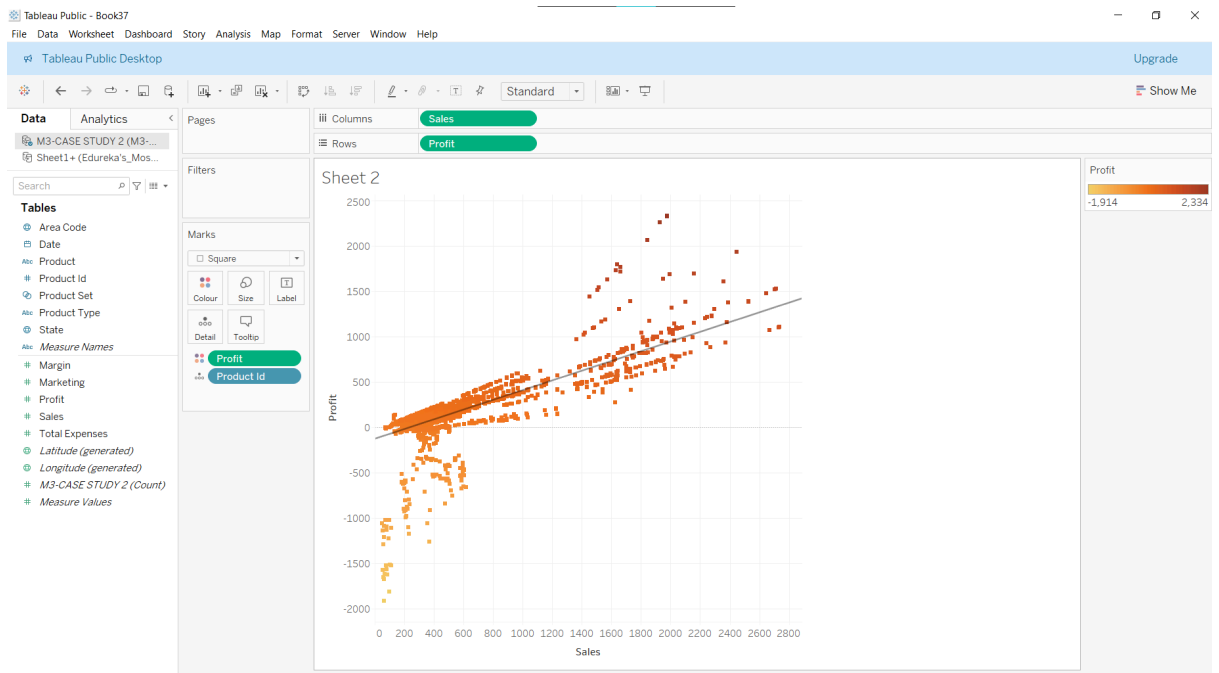 Tableau Public - Book37
File Data Worksheet Dashboard Story Analysis Map Format Server Window Help
Tableau Public Desktop
Upgrade
Standard
Show Me
Data
Analytics
M3-CASE STUDY 2 (M3-...
Sheet1+ (Edureka's_Mos...
Search
Tables
Area Code
Date
Abc Product
# Product Id
Product Set
Abc Product Type
State
Abc Measure Names
# Margin
# Marketing
# Profit
# Sales
# Total Expenses
Latitude (generated)
Longitude (generated)
# M3-CASE STUDY 2 (Count)
# Measure Values
Pages
Filters
Marks
Square
Colour
Size
Label
Detail
Tooltip
Profit
Product Id
Columns
Sales
Rows
Profit
Sheet 2
2500
2000
1500
1000
500
0
-500
-1000
-1500
-2000
Profit
0 200 400 600 800 1000 1200 1400 1600 1800 2000 2200 2400 2600 2800
Sales
Profit
-1,914 2,334